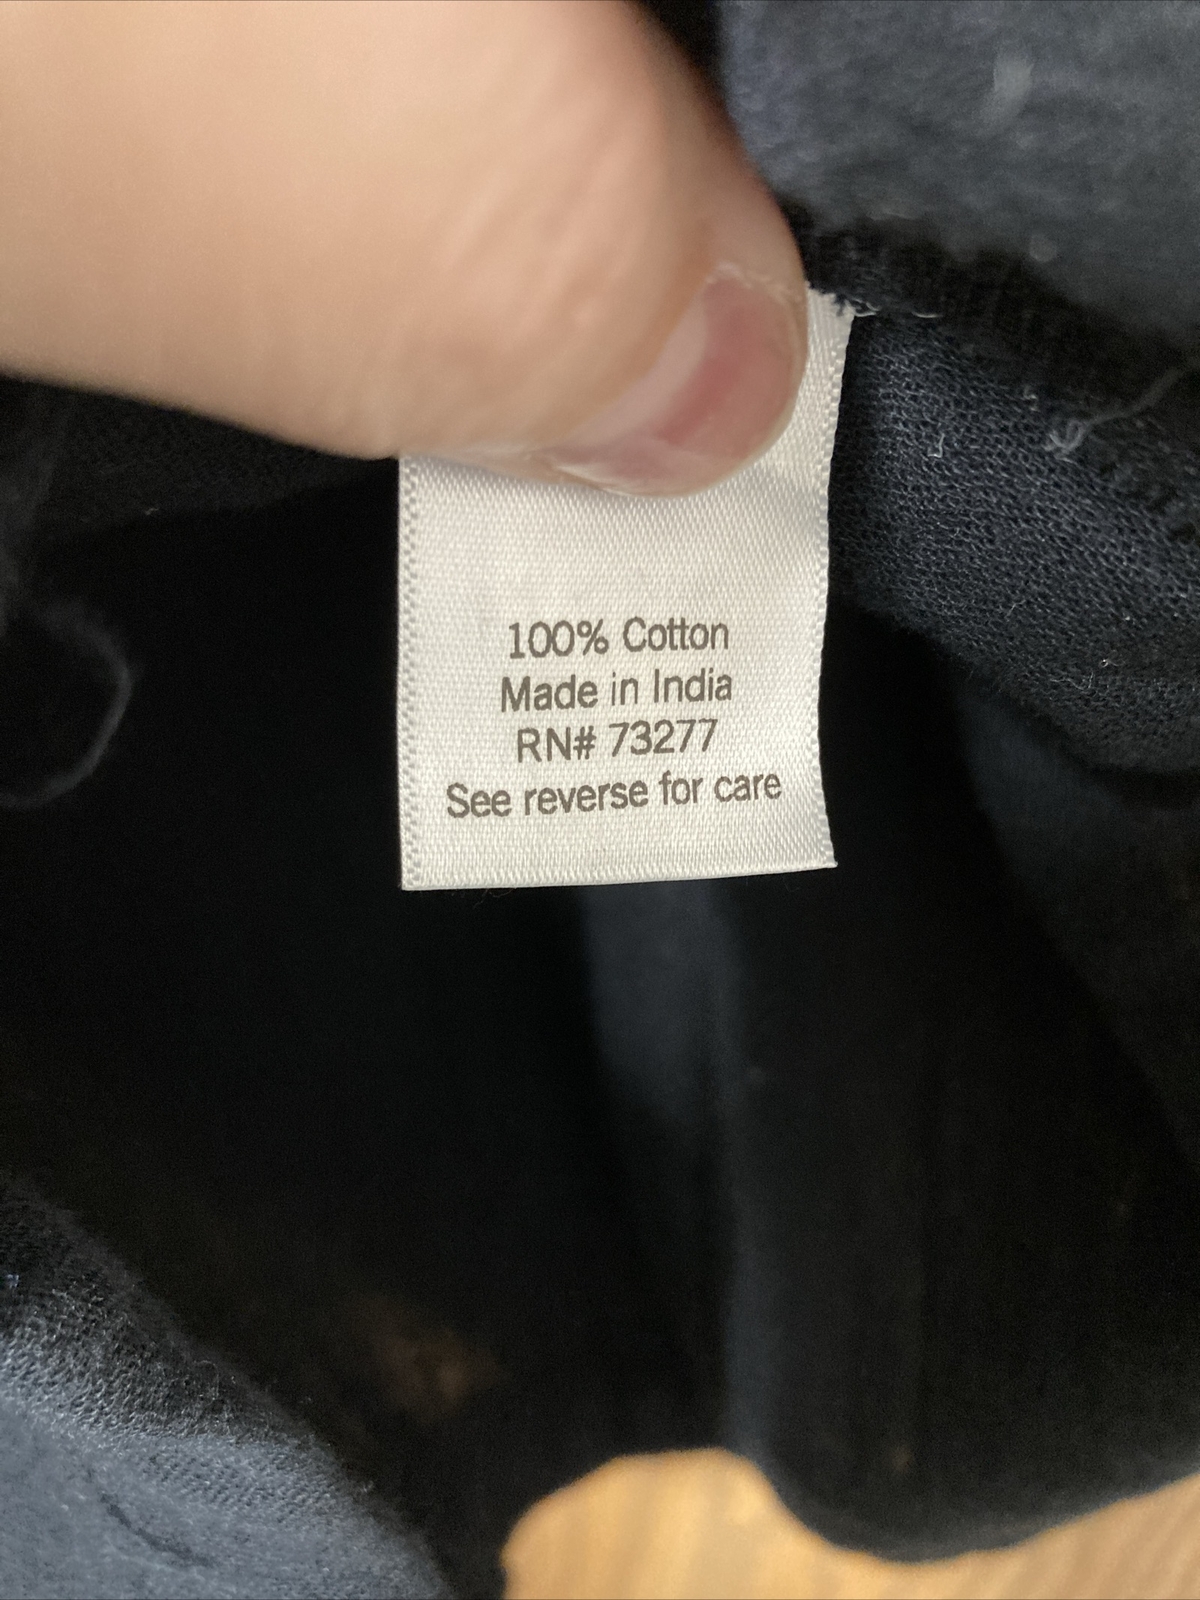 100% Cotton
Made in India
RN# 73277
See reverse for care